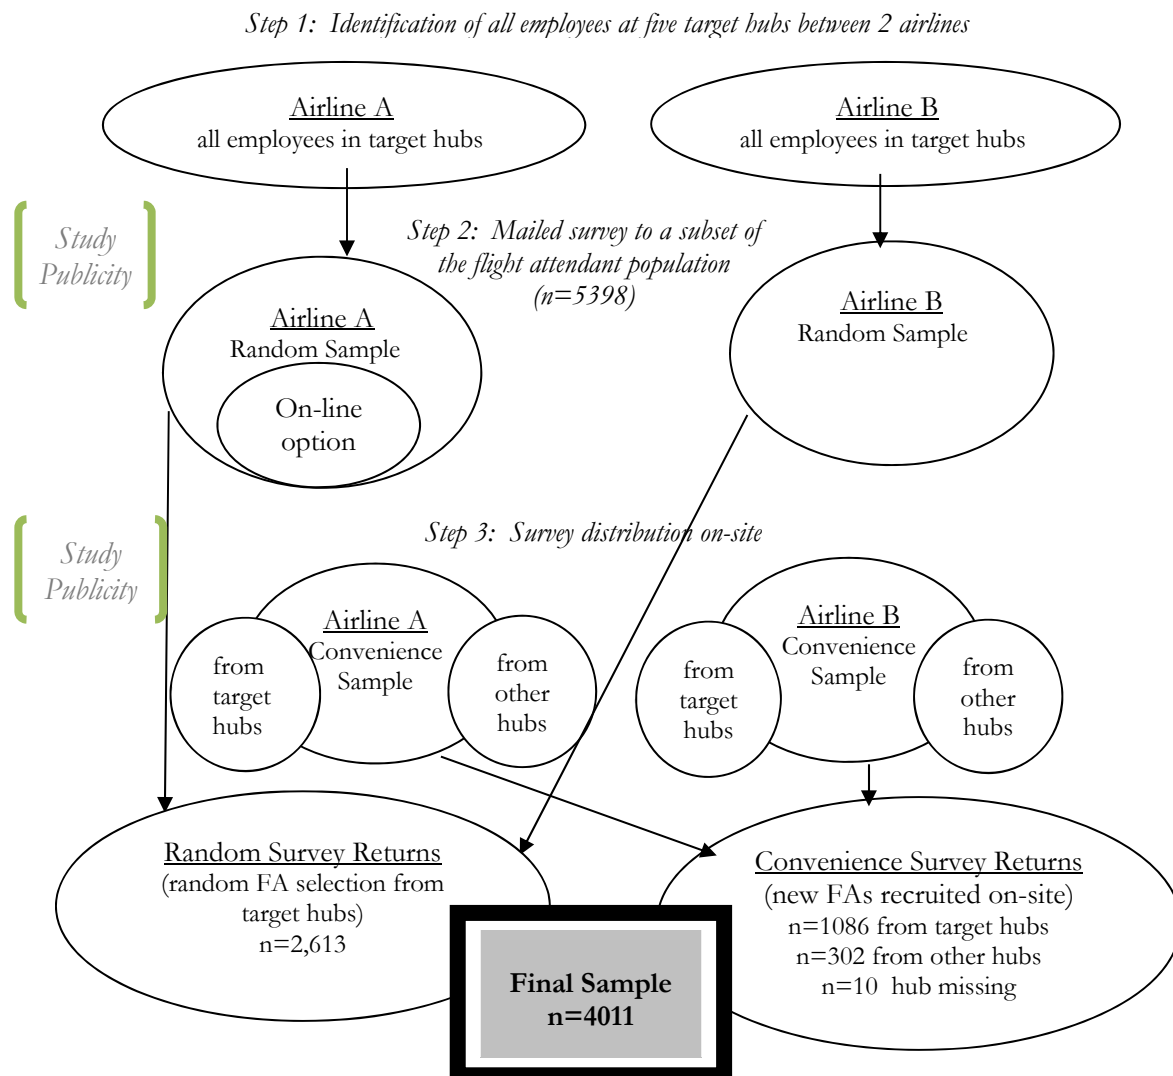 Step 1: Identification of all employees at five target hubs between 2 airlines
Airline A
all employees in target hubs
Airline B
all employees in target hubs
Study
Publicity
Step 2: Mailed survey to a subset of
the flight attendant population
(n=5398)
Airline A
Random Sample
On-line
option
Airline B
Random Sample
Study
Publicity
Step 3: Survey distribution on-site
from
target
hubs
Airline A
Convenience
Sample
from
other
hubs
from
target
hubs
Airline B
Convenience
Sample
from
other
hubs
Random Survey Returns
(random FA selection from
target hubs)
n=2,613
Convenience Survey Returns
(new FAs recruited on-site)
n=1086 from target hubs
n=302 from other hubs
n=10 hub missing
Final Sample
n=4011